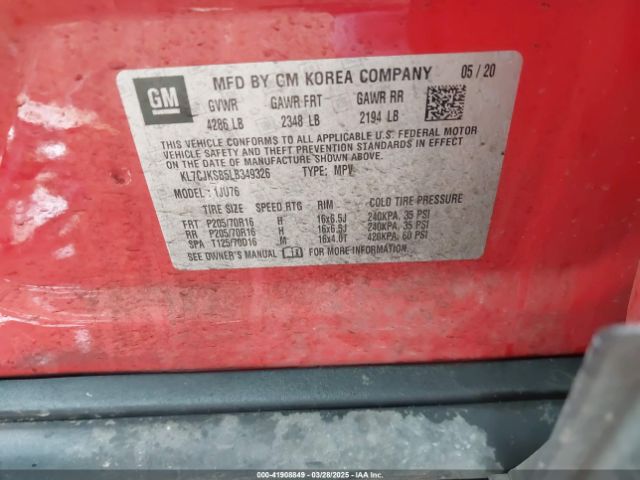 GM
MFD BY GM KOREA COMPANY 05 / 20
GVWR GAWR FRT GAWR RR
4286 LB 2348 LB 2194 LB
THIS VEHICLE CONFORMS TO ALL APPLICABLE U.S. FEDERAL MOTOR
VEHICLE SAFETY AND THEFT PREVENTION STANDARDS IN EFFECT
ON THE DATE OF MANUFACTURE SHOWN ABOVE.
KL7CJKSB5LB349326 TYPE: MPV
MODEL: 1JU76
TIRE SIZE SPEED RTG RIM COLD TIRE PRESSURE
FRT P205/70R16 H 16x6.5J 240KPA, 35 PSI
RR P205/70R16 H 16x6.5J 240KPA, 35 PSI
SPA T125/70D16 M 16x4.0T 420KPA, 60 PSI
SEE OWNER'S MANUAL FOR MORE INFORMATION
00-41908849 | 03/28/2025 | IAA